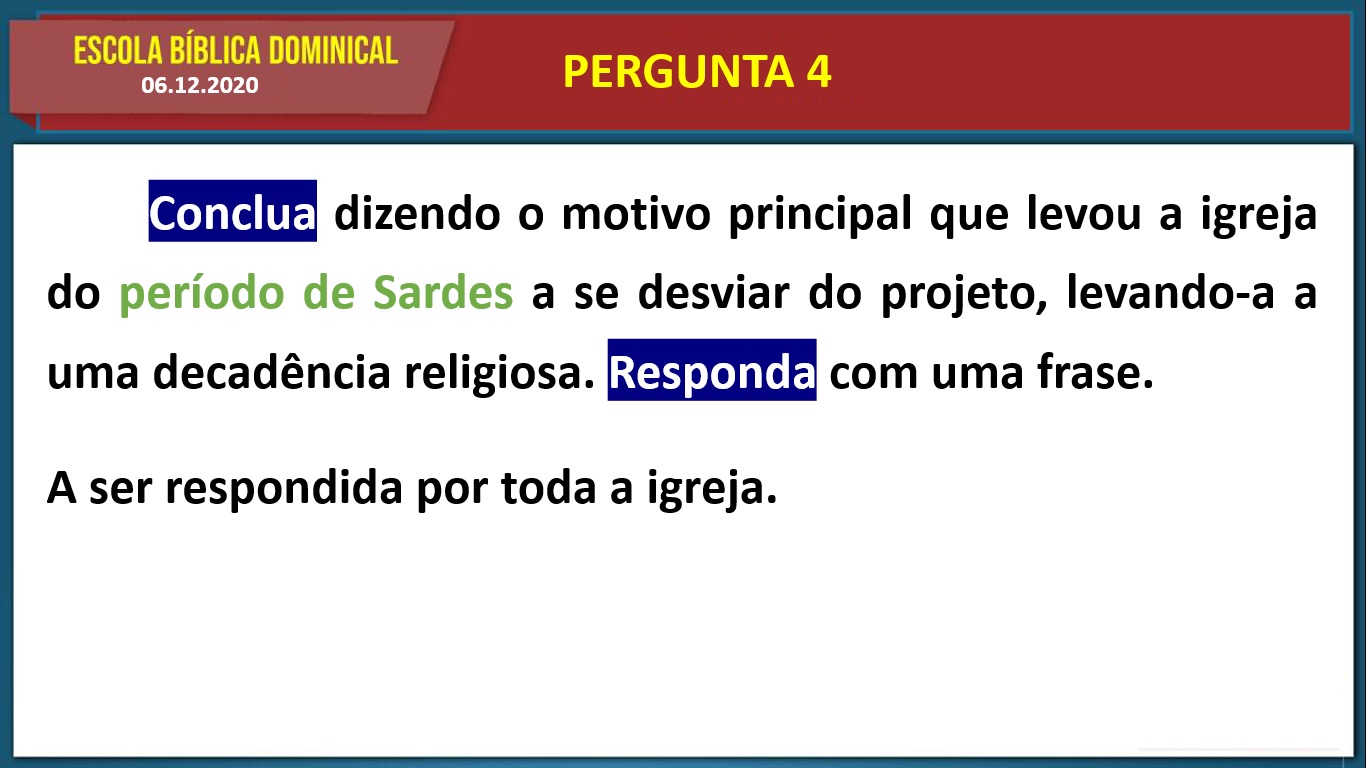 ESCOLA BÍBLICA DOMINICAL
06.12.2020
PERGUNTA 4
Conclua dizendo o motivo principal que levou a igreja
do período de Sardes a se desviar do projeto, levando-a a
uma decadência religiosa. Responda com uma frase.
A ser respondida por toda a igreja.